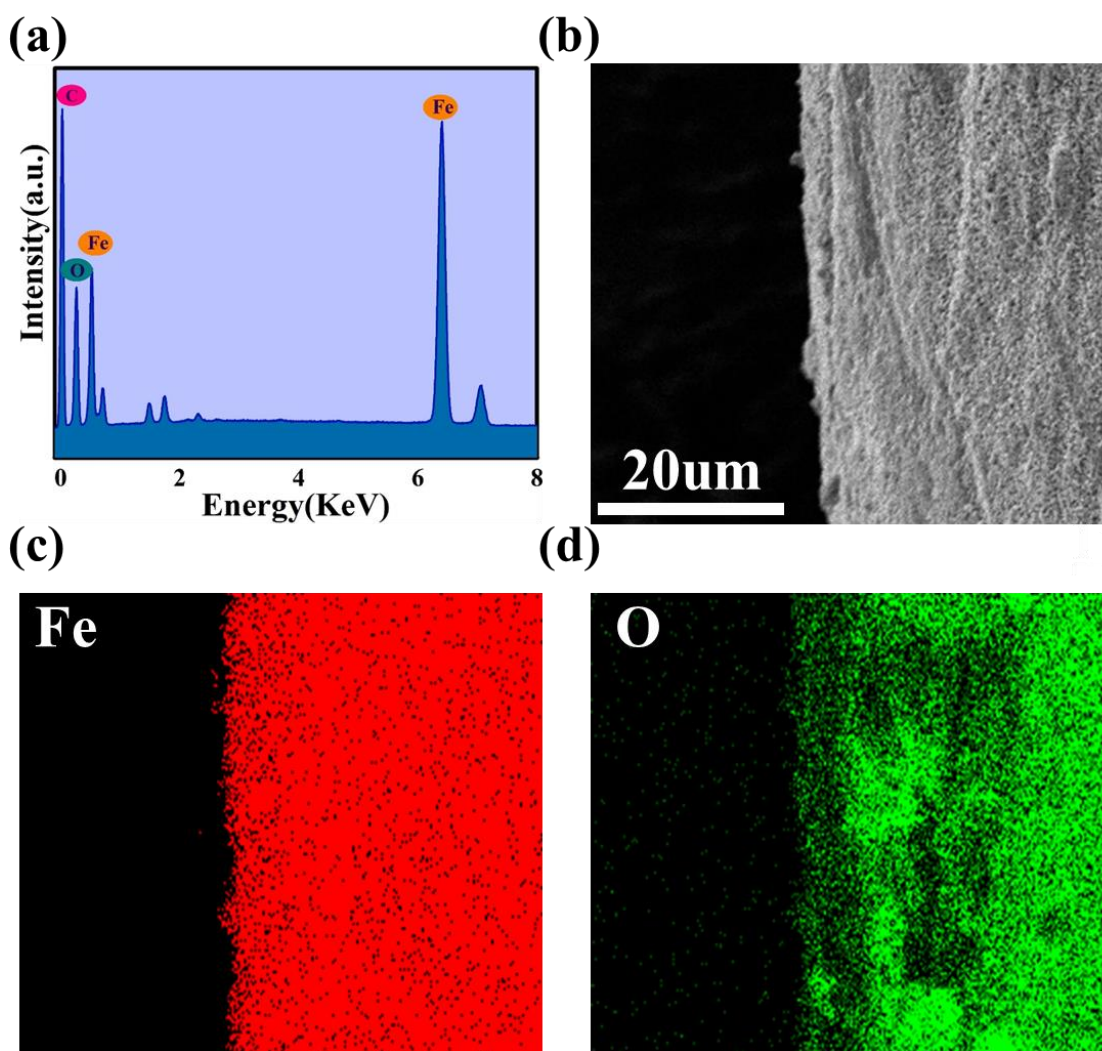 (a)
(b)
C
Fe
Fe
O
Intensity(a.u.)
0 2 4 6 8
Energy(KeV)
20um
(c)
(d)
Fe
O